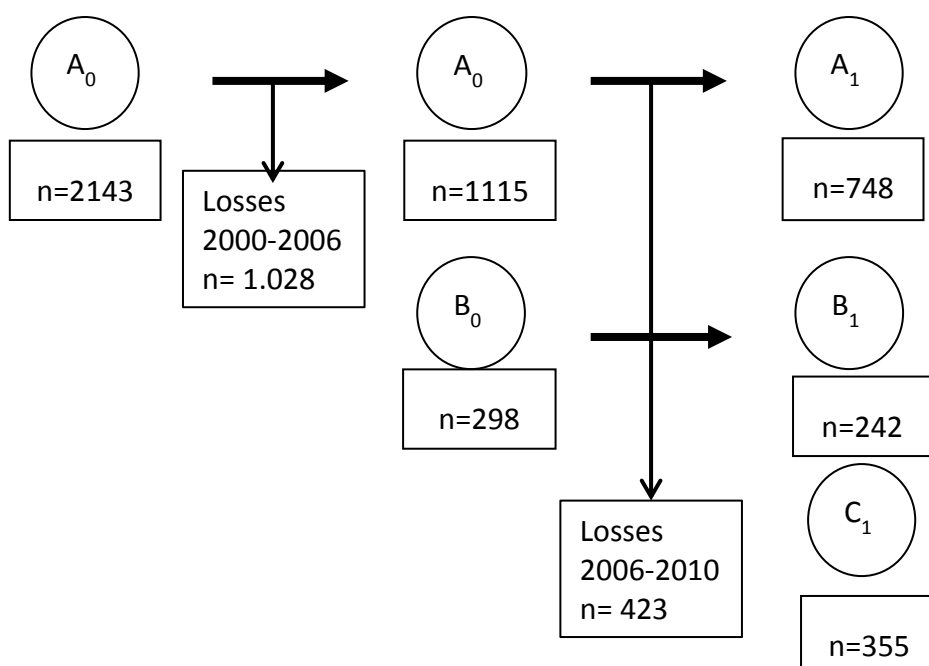 A₀
A₀
A₁
n=2143
n=1115
n=748
Losses
2000-2006
n= 1.028
B₀
B₁
n=298
n=242
Losses
2006-2010
n= 423
C₁
n=355